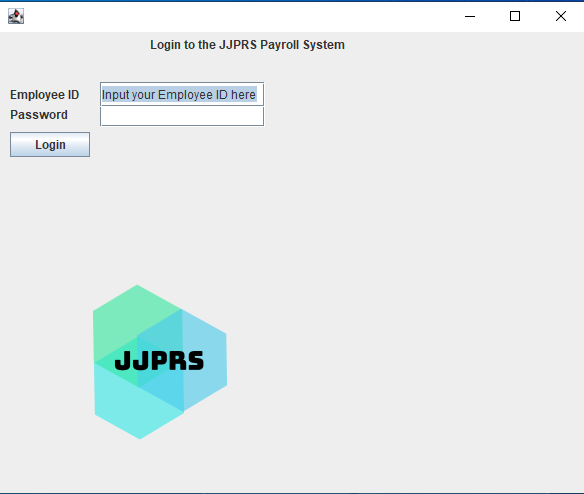 Login to the JJPRS Payroll System
Employee ID Input your Employee ID here
Password
Login
JJPRS